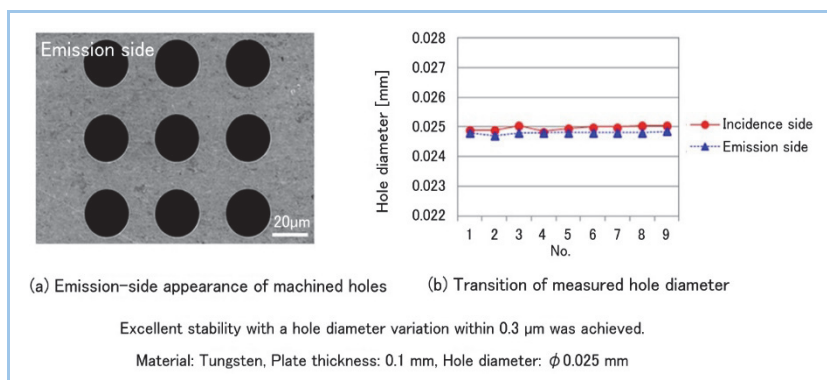 Emission side
20μm
(a) Emission-side appearance of machined holes
Hole diameter [mm]
0.028
0.027
0.026
0.025
0.024
0.023
0.022
1 2 3 4 5 6 7 8 9
No.
Incidence side
Emission side
(b) Transition of measured hole diameter
Excellent stability with a hole diameter variation within 0.3 μm was achieved.
Material: Tungsten, Plate thickness: 0.1 mm, Hole diameter: φ0.025 mm